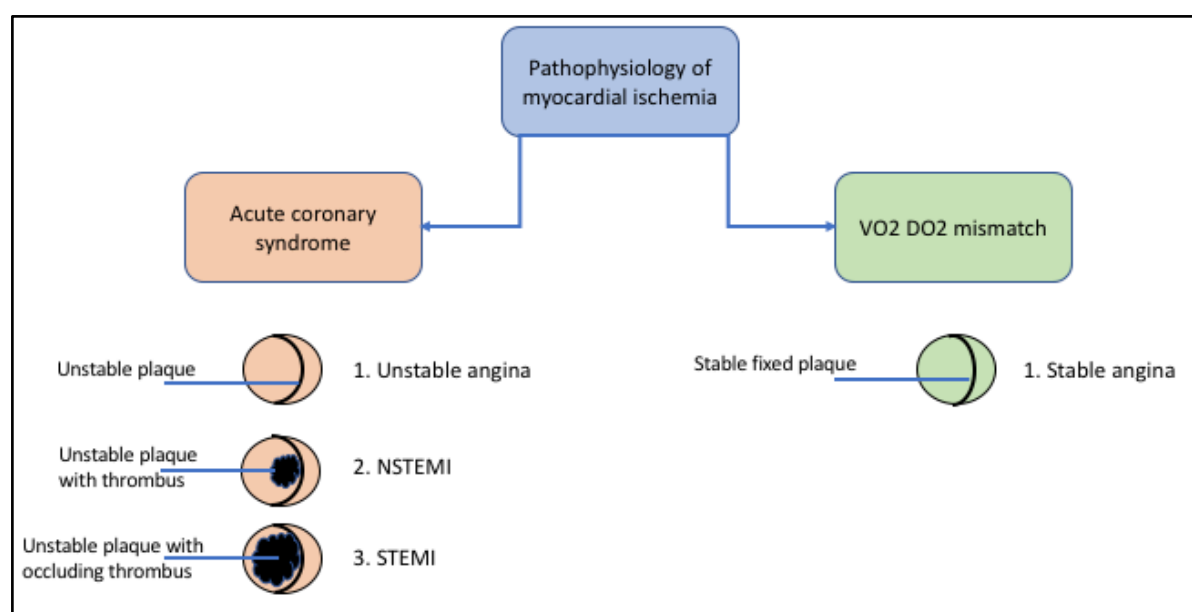 Pathophysiology of
myocardial ischemia
Acute coronary
syndrome
VO2 DO2 mismatch
Unstable plaque
1. Unstable angina
Stable fixed plaque
1. Stable angina
Unstable plaque
with thrombus
2. NSTEMI
Unstable plaque with
occluding thrombus
3. STEMI